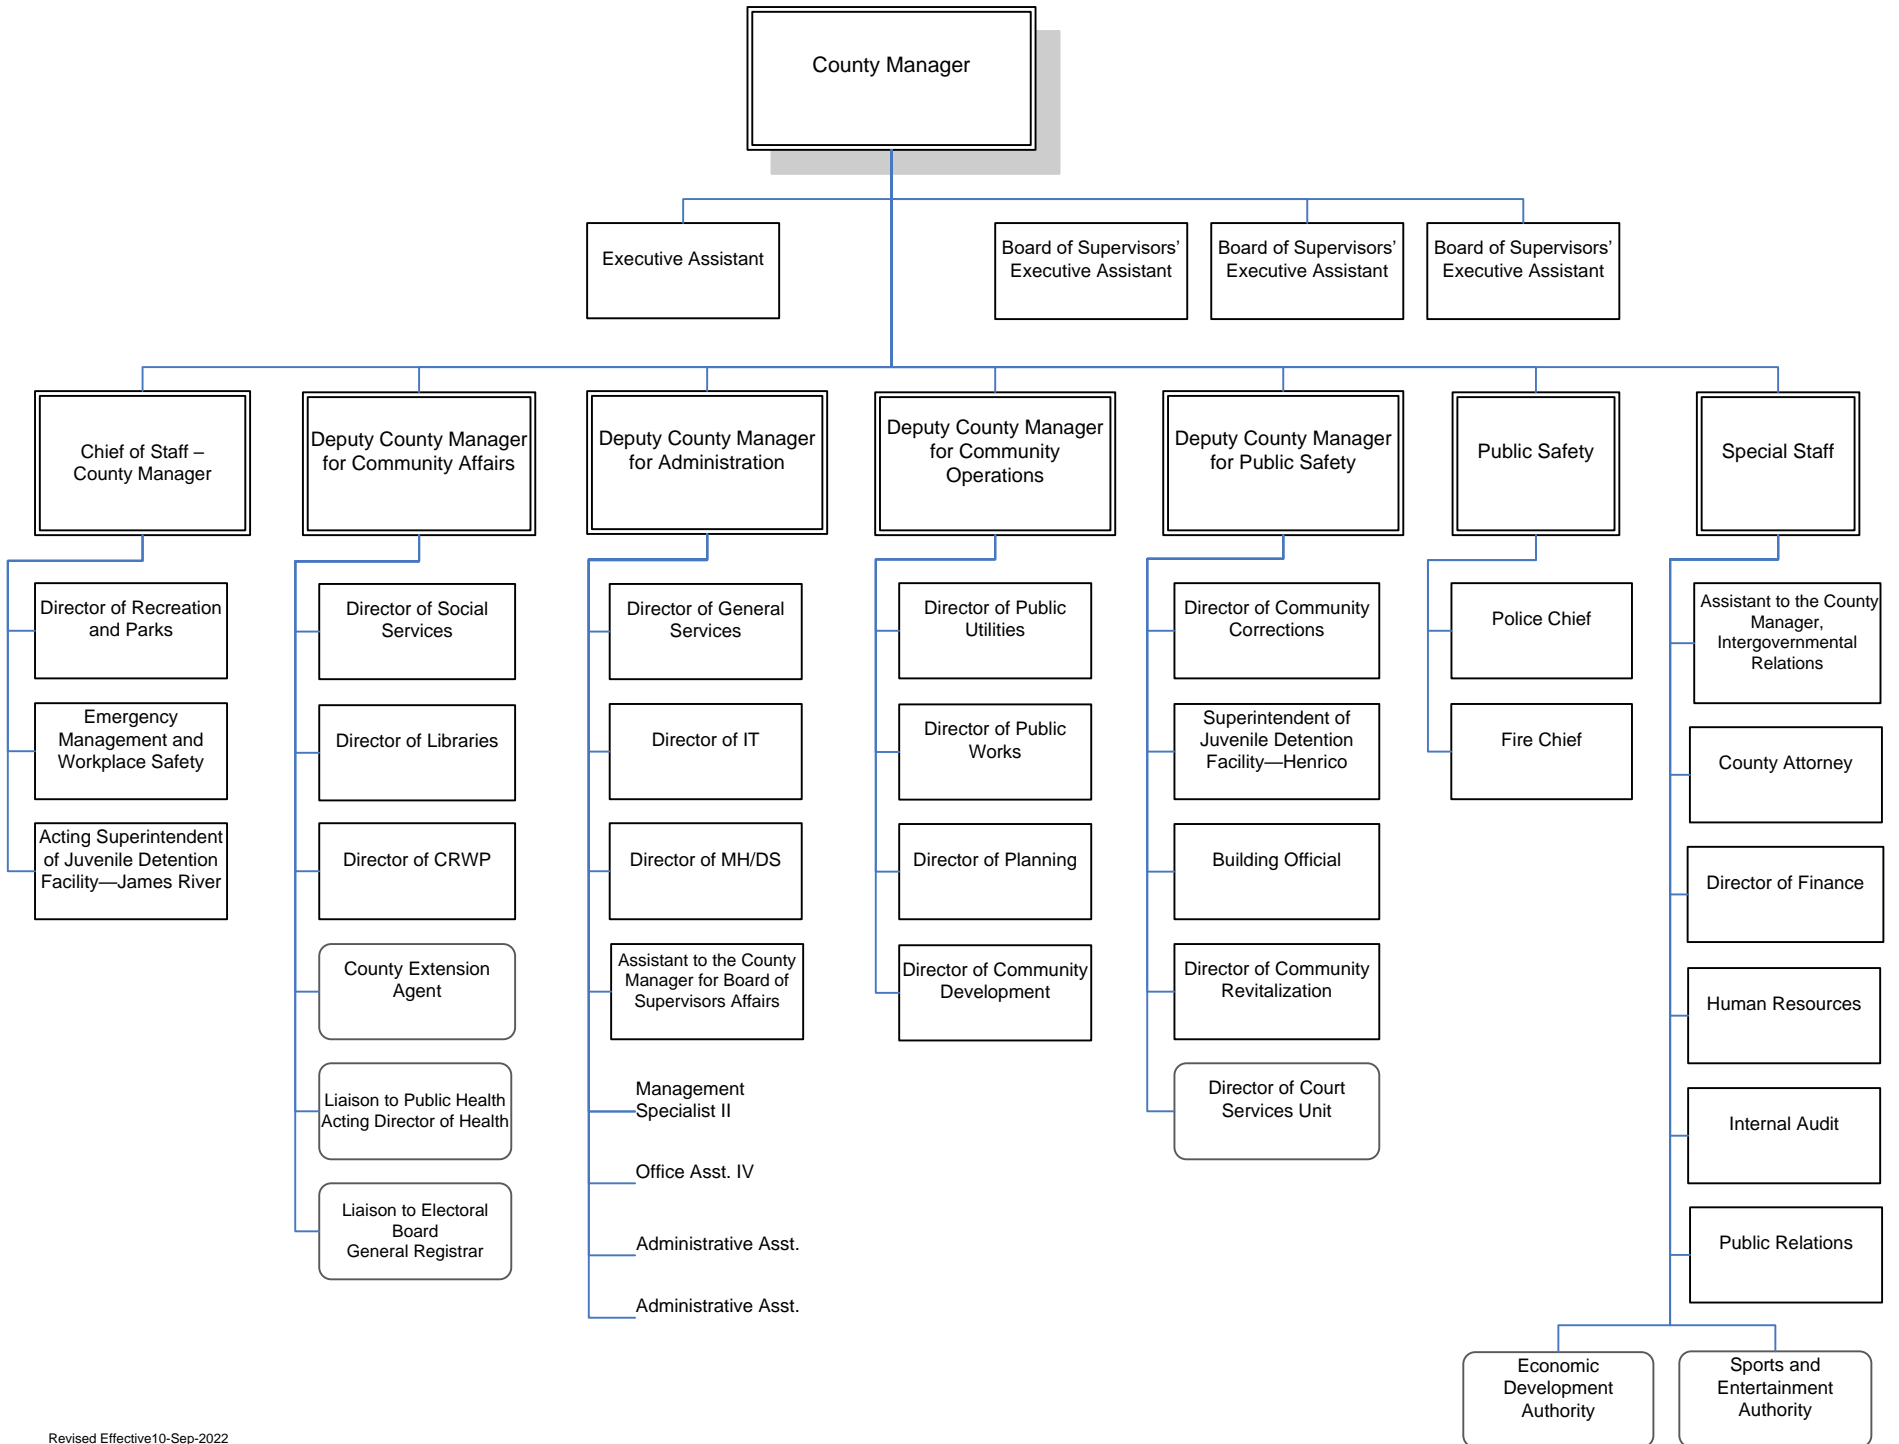 County Manager
Executive Assistant
Board of Supervisors’
Executive Assistant
Board of Supervisors’
Executive Assistant
Board of Supervisors’
Executive Assistant
Chief of Staff –
County Manager
Deputy County Manager
for Community Affairs
Deputy County Manager
for Administration
Deputy County Manager
for Community
Operations
Deputy County Manager
for Public Safety
Public Safety
Special Staff
Director of Recreation
and Parks
Emergency
Management and
Workplace Safety
Acting Superintendent
of Juvenile Detention
Facility—James River
Director of Social
Services
Director of Libraries
Director of CRWP
County Extension
Agent
Liaison to Public Health
Acting Director of Health
Liaison to Electoral
Board
General Registrar
Director of General
Services
Director of IT
Director of MH/DS
Assistant to the County
Manager for Board of
Supervisors Affairs
Management
Specialist II
Office Asst. IV
Administrative Asst.
Administrative Asst.
Director of Public
Utilities
Director of Public
Works
Director of Planning
Director of Community
Development
Director of Community
Corrections
Superintendent of
Juvenile Detention
Facility—Henrico
Building Official
Director of Community
Revitalization
Director of Court
Services Unit
Police Chief
Fire Chief
Assistant to the County
Manager,
Intergovernmental
Relations
County Attorney
Director of Finance
Human Resources
Internal Audit
Public Relations
Economic
Development
Authority
Sports and
Entertainment
Authority
Revised Effective10-Sep-2022